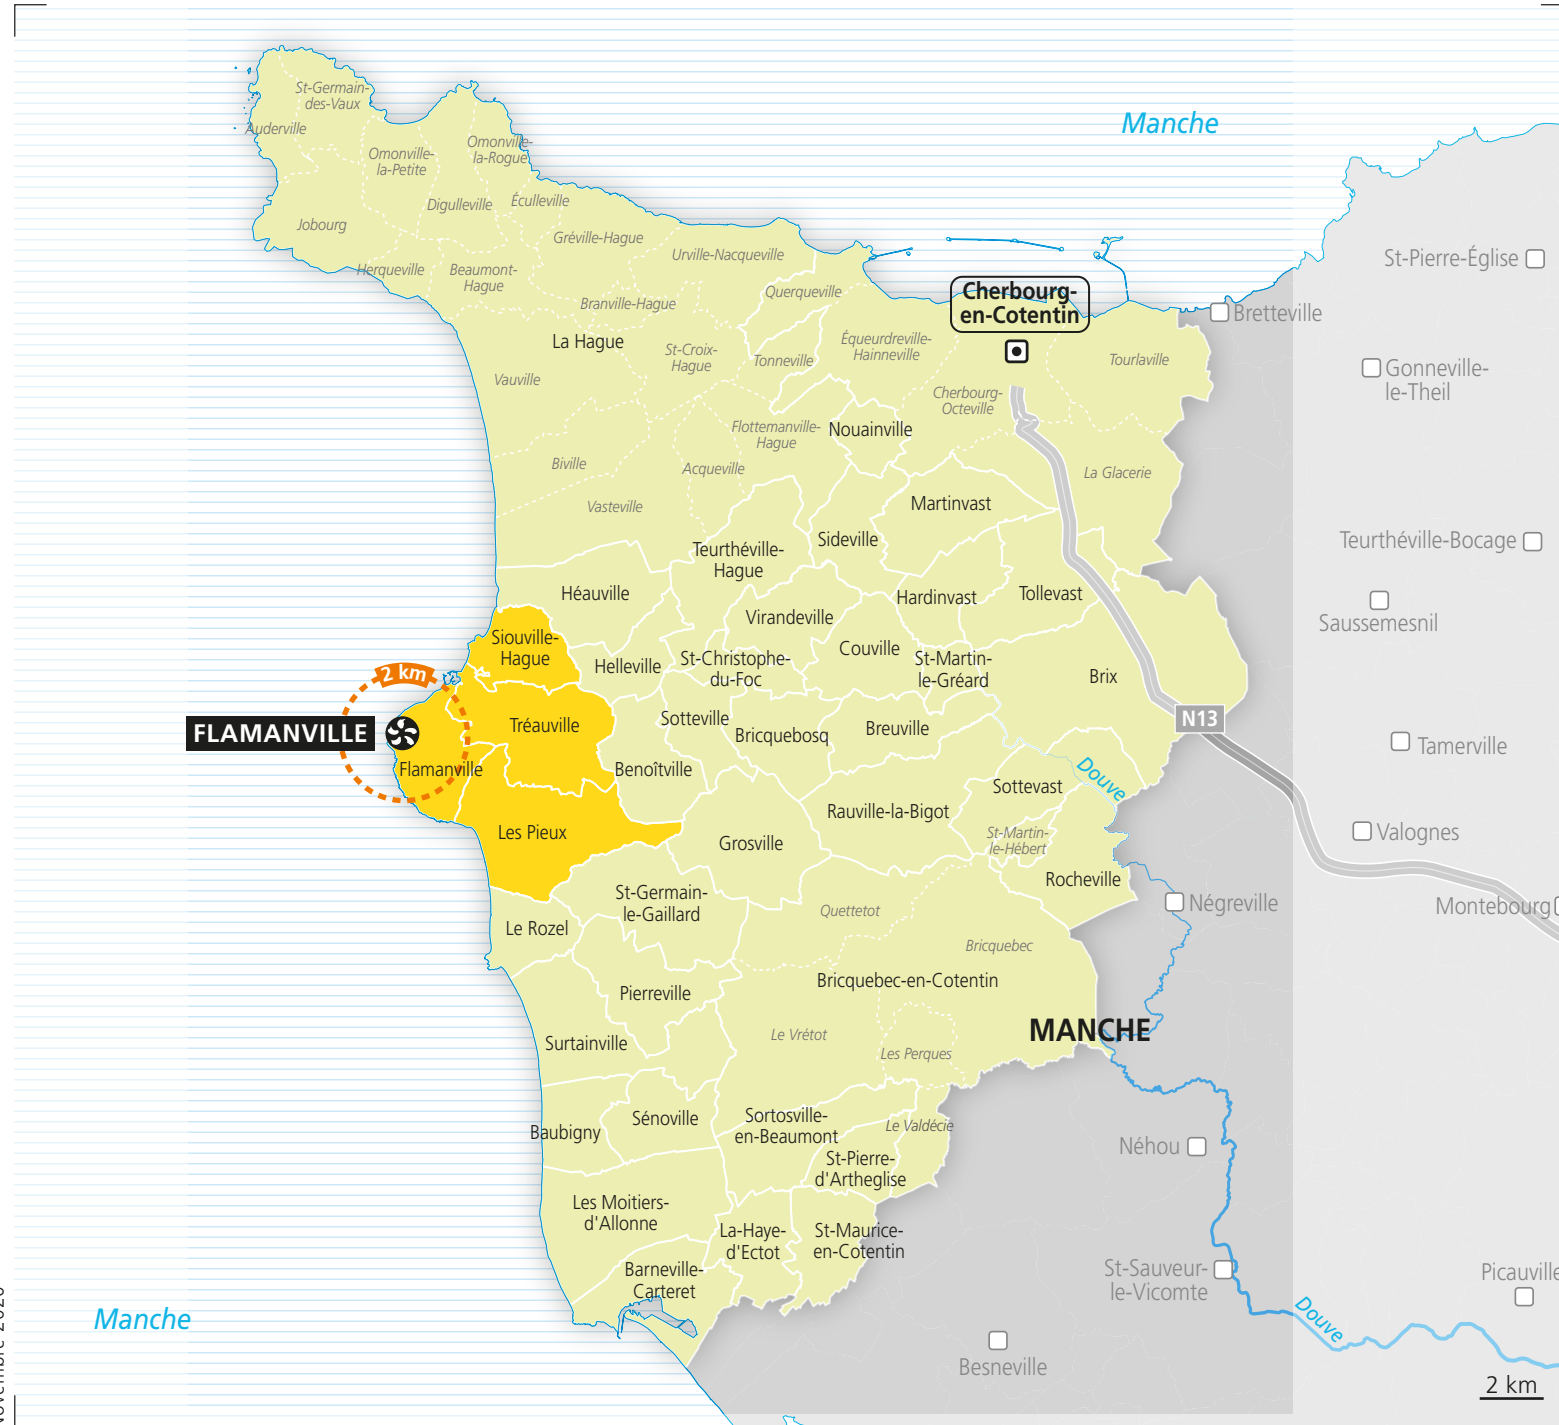 St-Germain-
des-Vaux
Auderville
Omonville-
la-Petite
Omonville-
la-Rogue
Manche
Digulleville
Éculleville
Jobourg
Gréville-Hague
Herqueville
Beaumont-
Hague
Urville-Nacqueville
Branville-Hague
Querqueville
Cherbourg-
en-Cotentin
St-Pierre-Église
Bretteville
La Hague
St-Croix-
Hague
Tonneville
Équeurdreville-
Hainneville
Tourlaville
Gonneville-
le-Theil
Vauville
Cherbourg-
Octeville
Flottemanville-
Hague
Nouainville
Biville
Acqueville
La Glacerie
Vasteville
Martinvast
Teurthéville-
Hague
Sideville
Teurthéville-Bocage
Héauville
Virandeville
Hardinvast
Tollevast
Saussemesnil
Siouville-
Hague
Helleville
St-Christophe-
du-Foc
Couville
St-Martin-
le-Gréard
Brix
2 km
FLAMANVILLE
Tréauville
Sotteville
Bricquebosq
Breuville
N13
Tamerville
Flamanville
Benoîtville
Douve
Sottevast
Les Pieux
Grosville
Rauville-la-Bigot
St-Martin-
le-Hébert
Valognes
Rocheville
St-Germain-
le-Gaillard
Quettetot
Négreville
Montebourg
Le Rozel
Bricquebec
Bricquebec-en-Cotentin
Pierreville
MANCHE
Surtainville
Le Vrétot
Les Perques
Baubigny
Sénoville
Sortosville-
en-Beaumont
Le Valdécie
Néhou
St-Pierre-
d'Artheglise
Les Moitiers-
d'Allonne
La-Haye-
d'Ectot
St-Maurice-
en-Cotentin
Barneville-
Carteret
St-Sauveur-
le-Vicomte
Picauville
Manche
Douve
Besneville
2 km
Novembre 2020